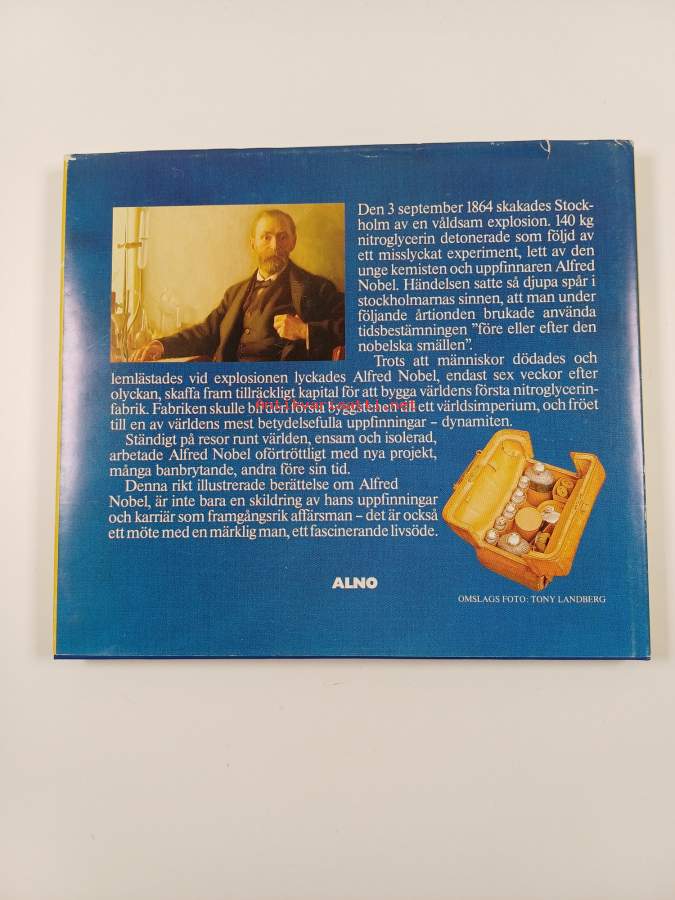 Den 3 september 1864 skakades Stock-
holm av en våldsam explosion. 140 kg
nitroglycerin detonerade som följd av
ett misslyckat experiment, lett av den
unge kemisten och uppfinnaren Alfred
Nobel. Händelsen satte så djupa spår i
stockholmarnas sinnen, att man under
följande årtionden brukade använda
tidsbestämningen ”före eller efter den
nobelska smällen”.
Trots att människor dödades och
lemlästades vid explosionen lyckades Alfred Nobel, endast sex veckor efter
olyckan, skaffa fram tillräckligt kapital för att bygga världens första nitroglycerin-
fabrik. Fabriken skulle bli den första byggstenen i ett världsimperium, och fröet
till en av världens mest betydelsefulla uppfinningar – dynamiten.
Ständigt på resor runt världen, ensam och isolerad,
arbetade Alfred Nobel oförtröttligt med nya projekt,
många banbrytande, andra före sin tid.
Denna rikt illustrerade berättelse om Alfred
Nobel, är inte bara en skildring av hans uppfinningar
och karriär som framgångsrik affärsman – det är också
ett möte med en märklig man, ett fascinerande livsöde.
ALNO
OMSLAGS FOTO: TONY LANDBERG